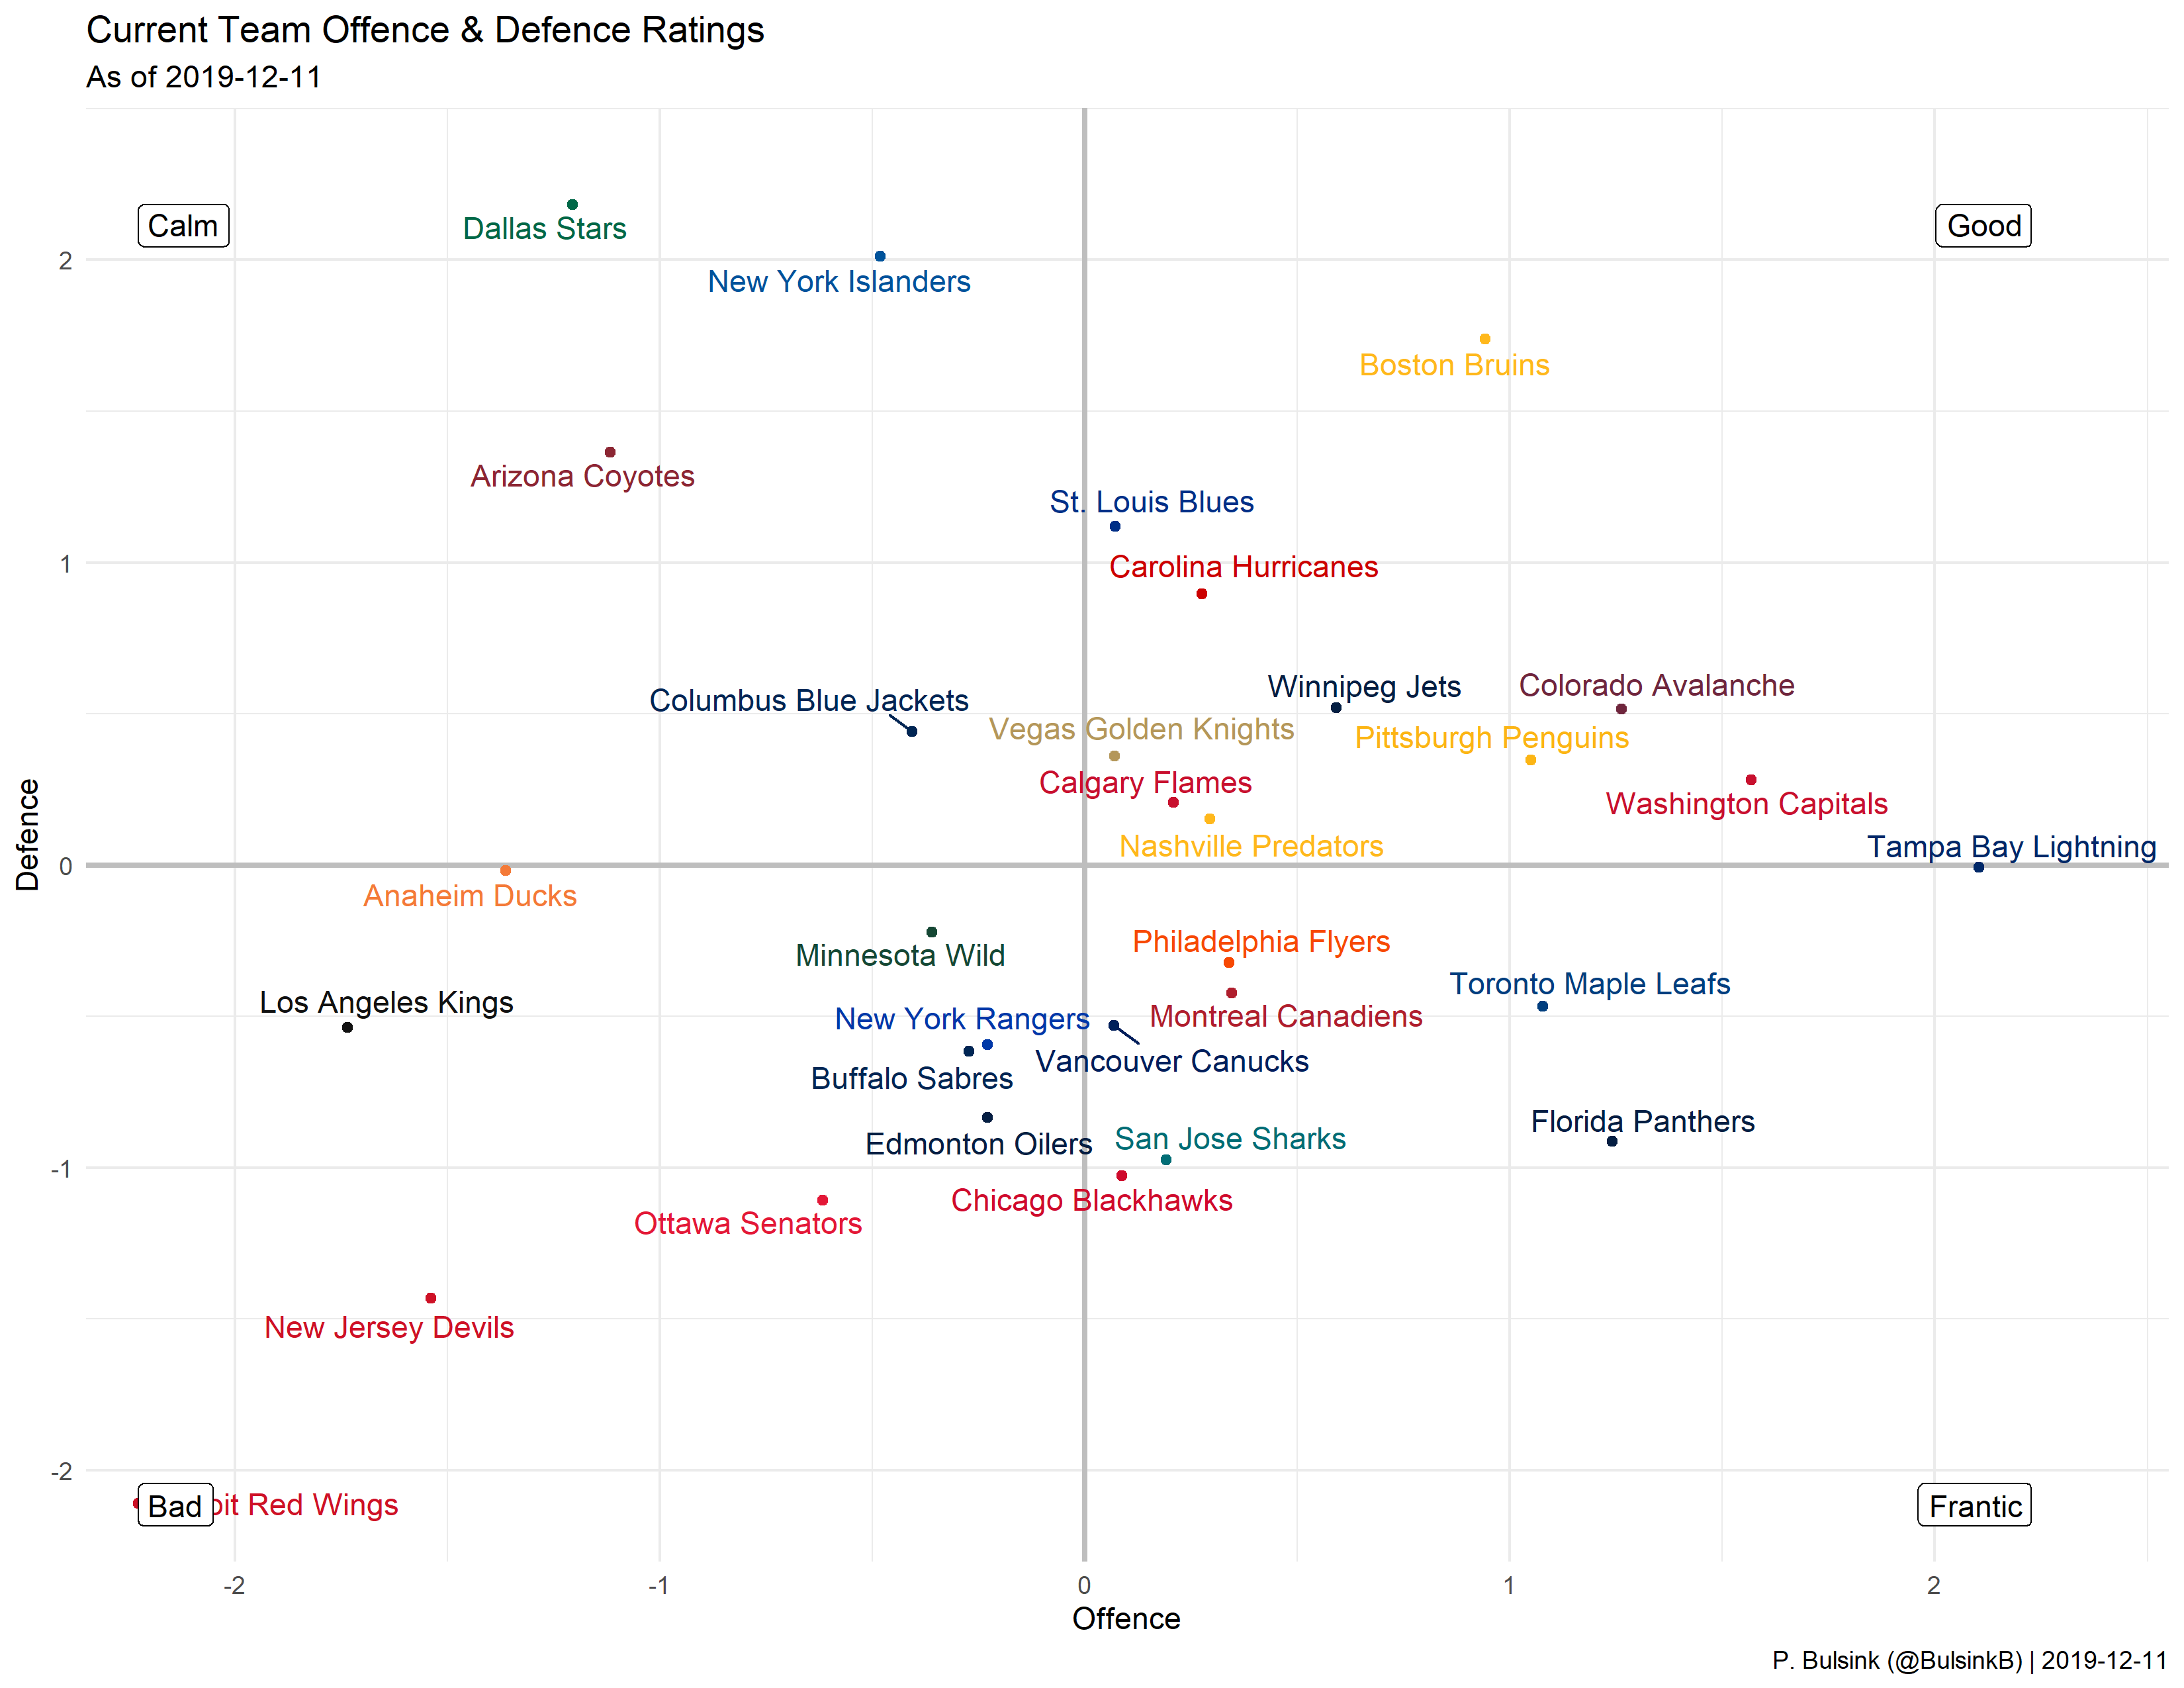 Current Team Offence & Defence Ratings
As of 2019-12-11
Calm
Dallas Stars
Good
2
New York Islanders
Boston Bruins
Arizona Coyotes
St. Louis Blues
1
Carolina Hurricanes
Columbus Blue Jackets
Winnipeg Jets
Colorado Avalanche
Vegas Golden Knights
Pittsburgh Penguins
Calgary Flames
Washington Capitals
Defence
Nashville Predators
Tampa Bay Lightning
0
Anaheim Ducks
Philadelphia Flyers
Minnesota Wild
Toronto Maple Leafs
Los Angeles Kings
New York Rangers
Montreal Canadiens
Vancouver Canucks
Buffalo Sabres
Florida Panthers
Edmonton Oilers
San Jose Sharks
-1
Chicago Blackhawks
Ottawa Senators
New Jersey Devils
-2
Bad
Red Wings
Frantic
-2
-1
0
1
2
Offence
P. Bulsink (@BulsinkB) | 2019-12-11